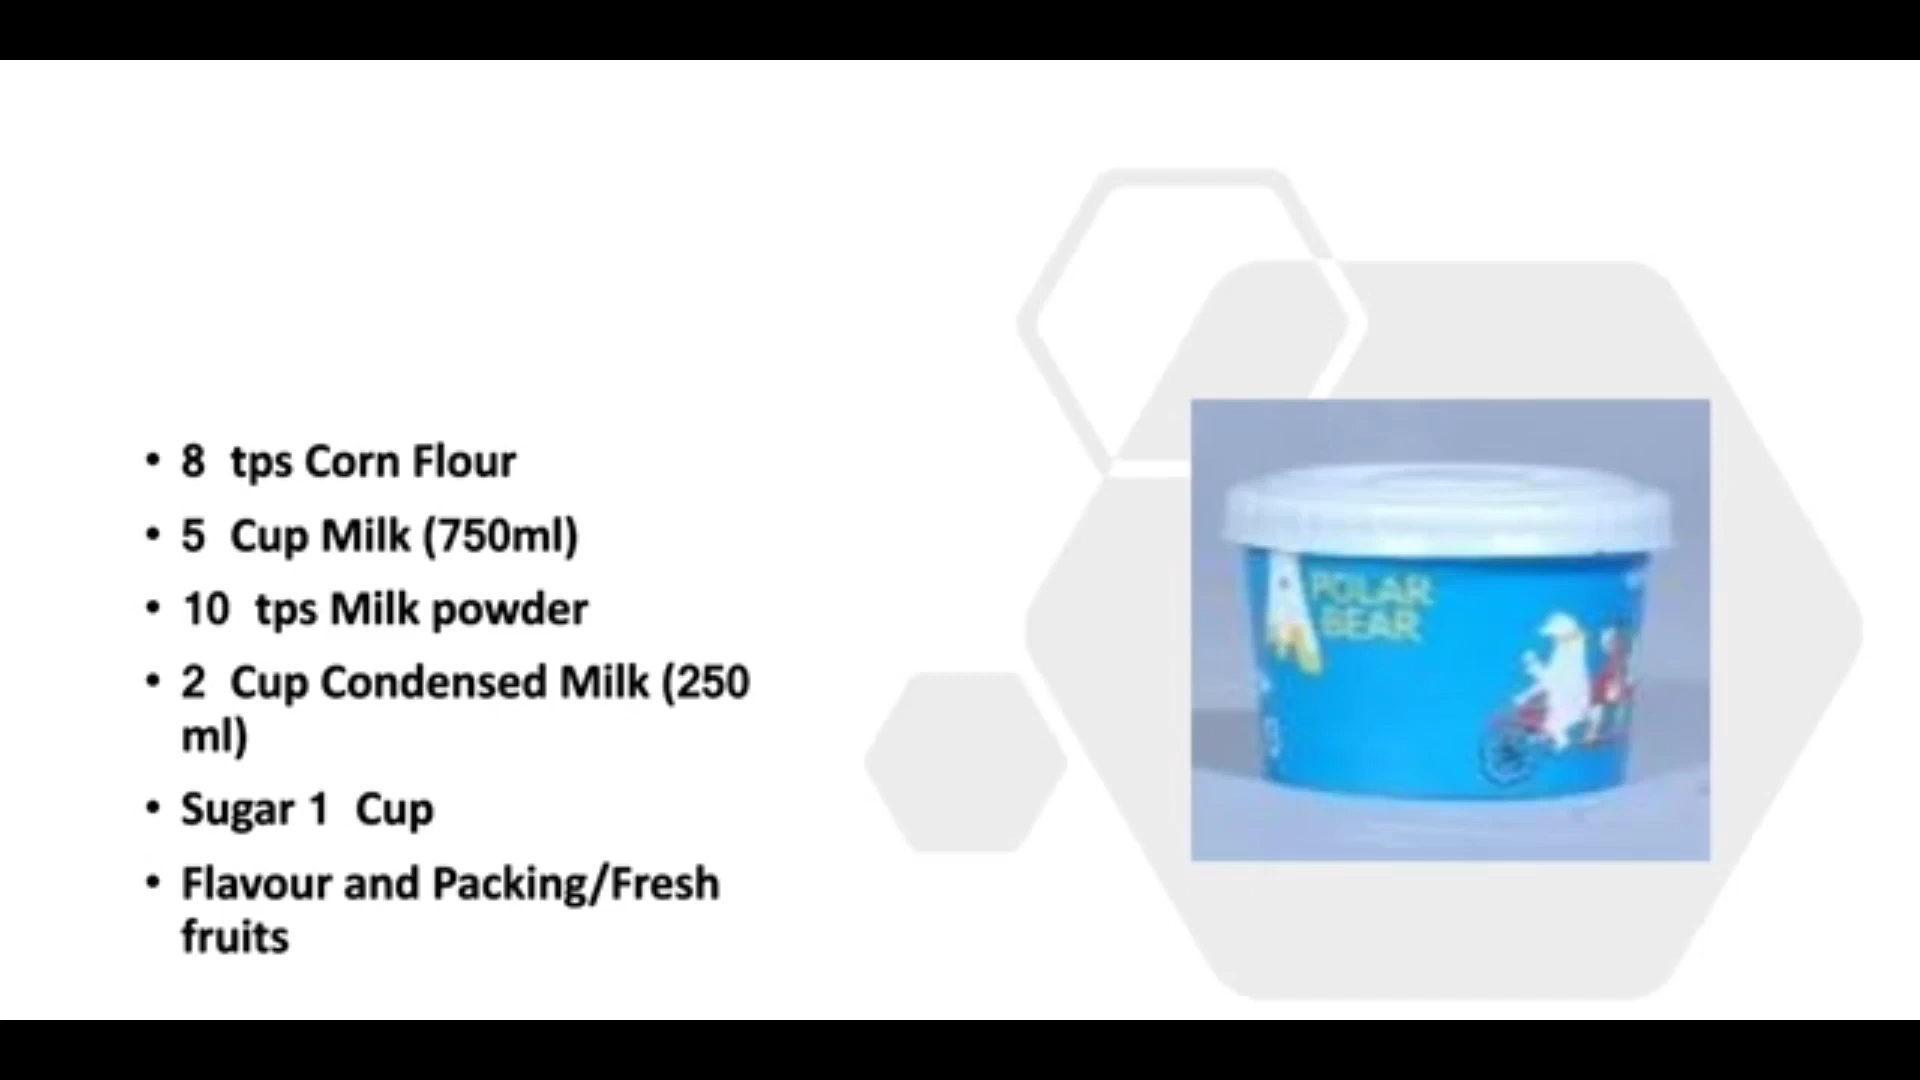 • 8 tps Corn Flour
• 5 Cup Milk (750ml)
• 10 tps Milk powder
• 2 Cup Condensed Milk (250
ml)
• Sugar 1 Cup
• Flavour and Packing/Fresh
fruits
POLAR
BEAR